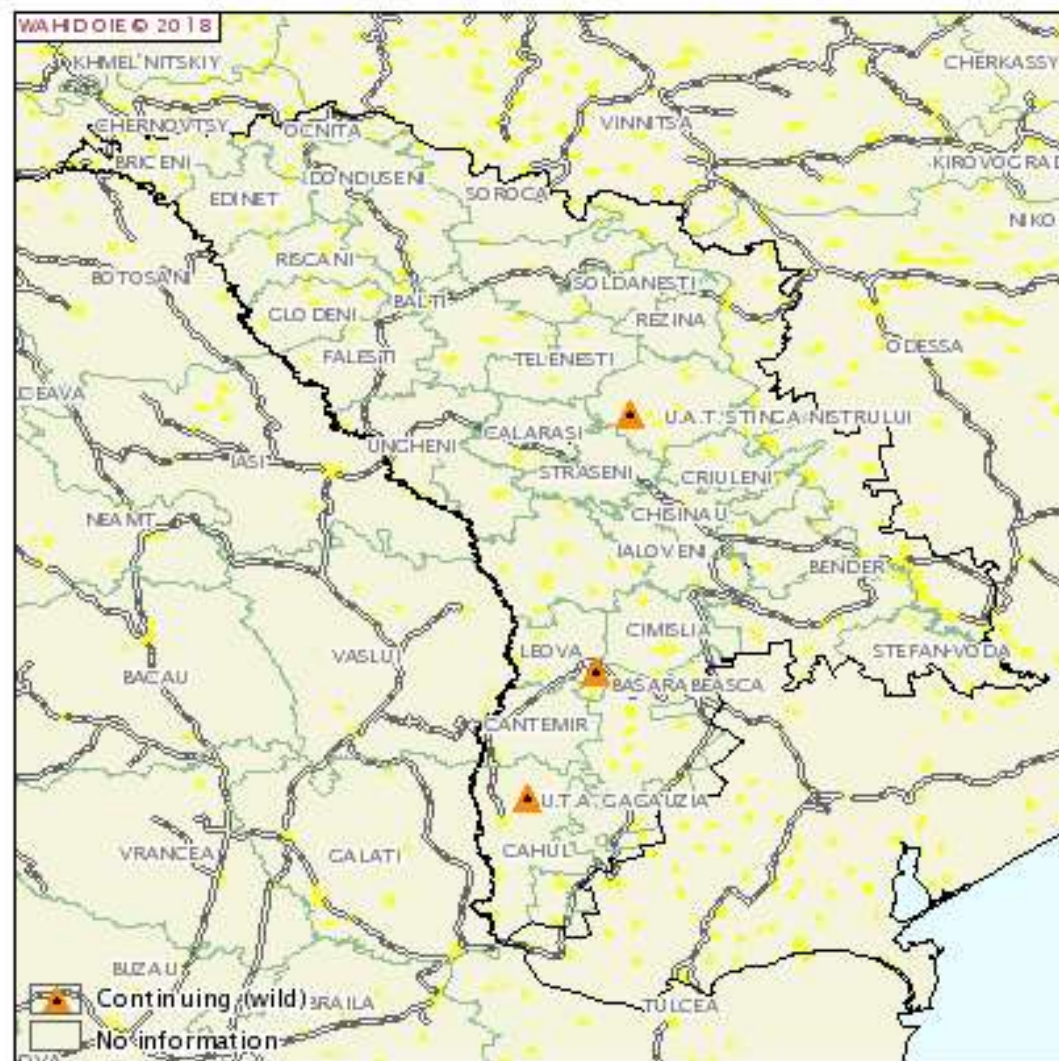 WAHIDOIE © 2018
KHMEL'NITSKIY
CHERKASSY
CHERNOVTSY
OCNITA
VINNITSA
BRICENI
DONDUSENI
KIROVOGRAD
EDINET
SOROCA
NIKO
RISCANI
BOTOSANI
SOLDANESTI
BALTI
GLODENI
REZINA
FALESTI
TELENESTI
ODESSA
CEAVA
U.A.T. STINGA NISTRULUI
UNGHENI
CALARASI
IASI
STRASENI
CRIULENI
NEAMT
CHISINAU
IALOVENI
BENDER
CIMISLIA
LEOVA
STEFAN-VODA
VASLU
BACAU
BASARABEASCA
CANTEMIR
U.T.A. GAGAUZIA
VRANCEA
GALATI
CAHUL
BUZAU
Continuing (wild)
BRAILA
TULCEA
No information